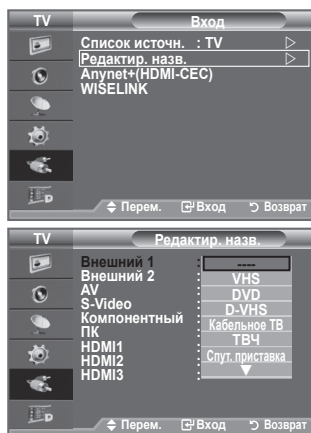 TV Вход
Список источн. : TV
Редактир. назв.
Anynet+(HDMI-CEC)
WISELINK
Перем. Вход Возврат
TV Редактир. назв.
Внешний 1 : ----
Внешний 2 : VHS
AV : DVD
S-Video : D-VHS
Компонентный : Кабельное ТВ
ПК : ТВЧ
HDMI1 : Спут. приставка
HDMI2 :
HDMI3 :
Перем. Вход Возврат